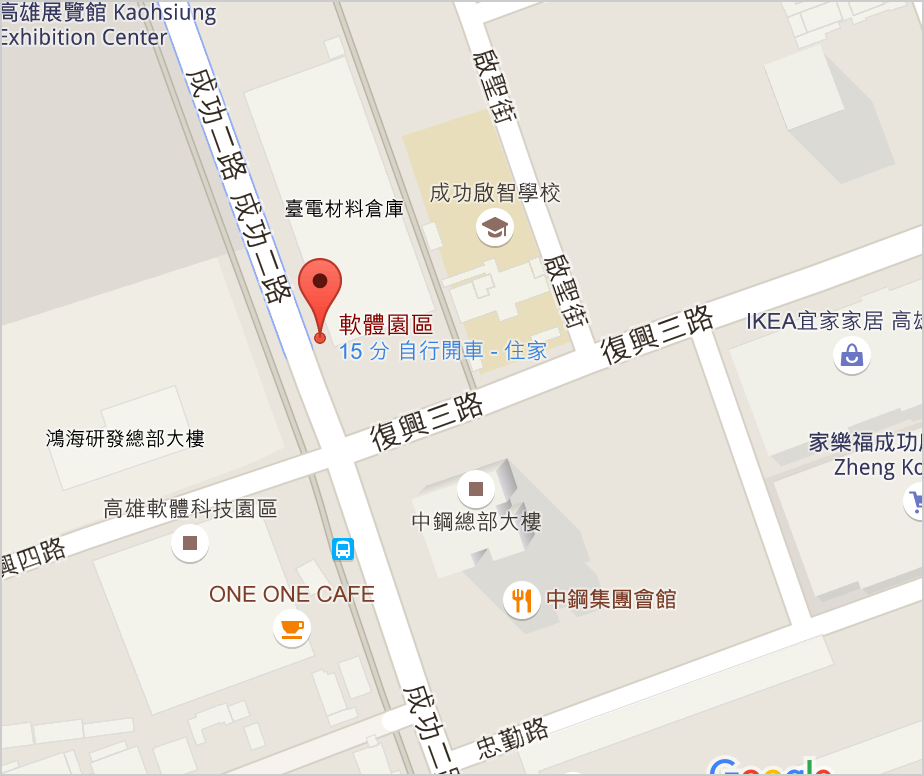 高雄展覽館 Kaohsiung
Exhibition Center
成功二路
成功二路
啟聖街
臺電材料倉庫
成功啟智學校
啟聖街
軟體園區
15 分 自行開車 - 住家
復興三路
IKEA宜家家居 高雄
復興三路
鴻海研發總部大樓
家樂福成功
Zheng
高雄軟體科技園區
中鋼總部大樓
興四路
ONE ONE CAFE
中鋼集團會館
成功二路
忠勤路
Google